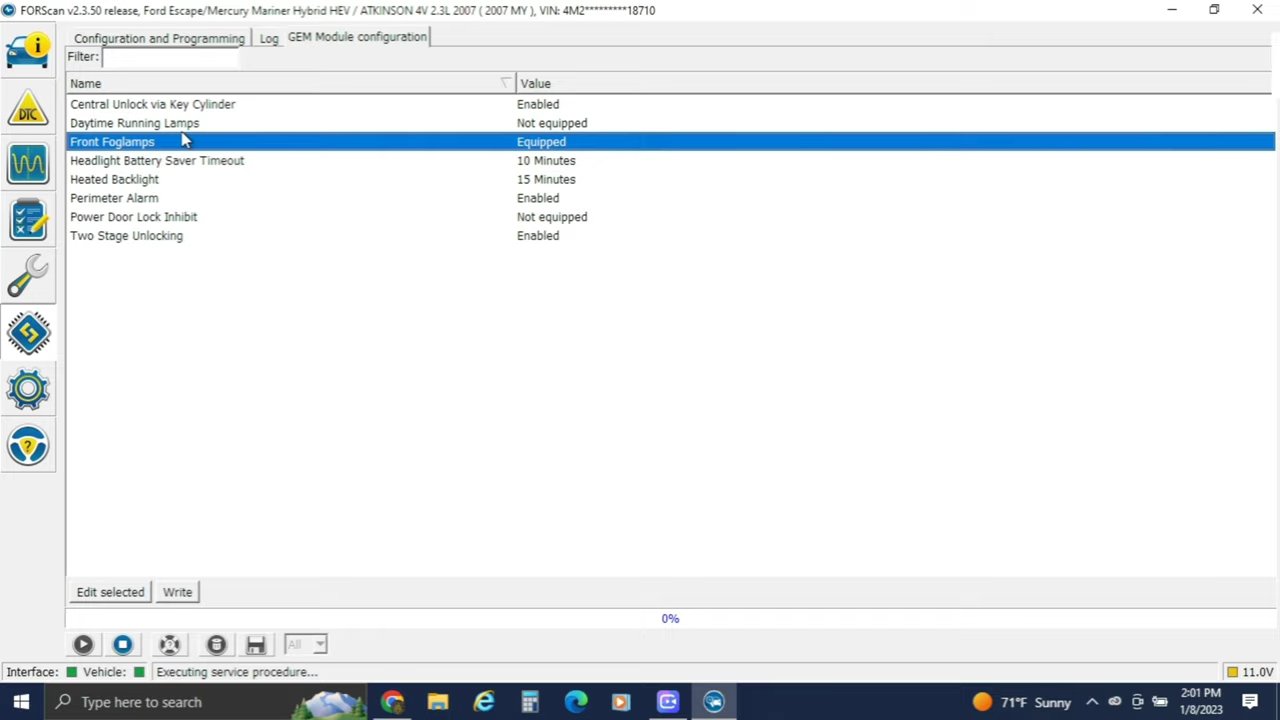 FORScan v2.3.50 release, Ford Escape/Mercury Mariner Hybrid HEV / ATKINSON 4V 2.3L 2007 ( 2007 MY ), VIN: 4M2*********18710
Configuration and Programming Log GEM Module configuration
Filter:
Name Value
Central Unlock via Key Cylinder Enabled
Daytime Running Lamps Not equipped
Front Foglamps Equipped
Headlight Battery Saver Timeout 10 Minutes
Heated Backlight 15 Minutes
Perimeter Alarm Enabled
Power Door Lock Inhibit Not equipped
Two Stage Unlocking Enabled
DTC
Edit selected Write
0%
All
Interface: Vehicle: Executing service procedure... 11.0V
Type here to search 71°F Sunny 2:01 PM
1/8/2023